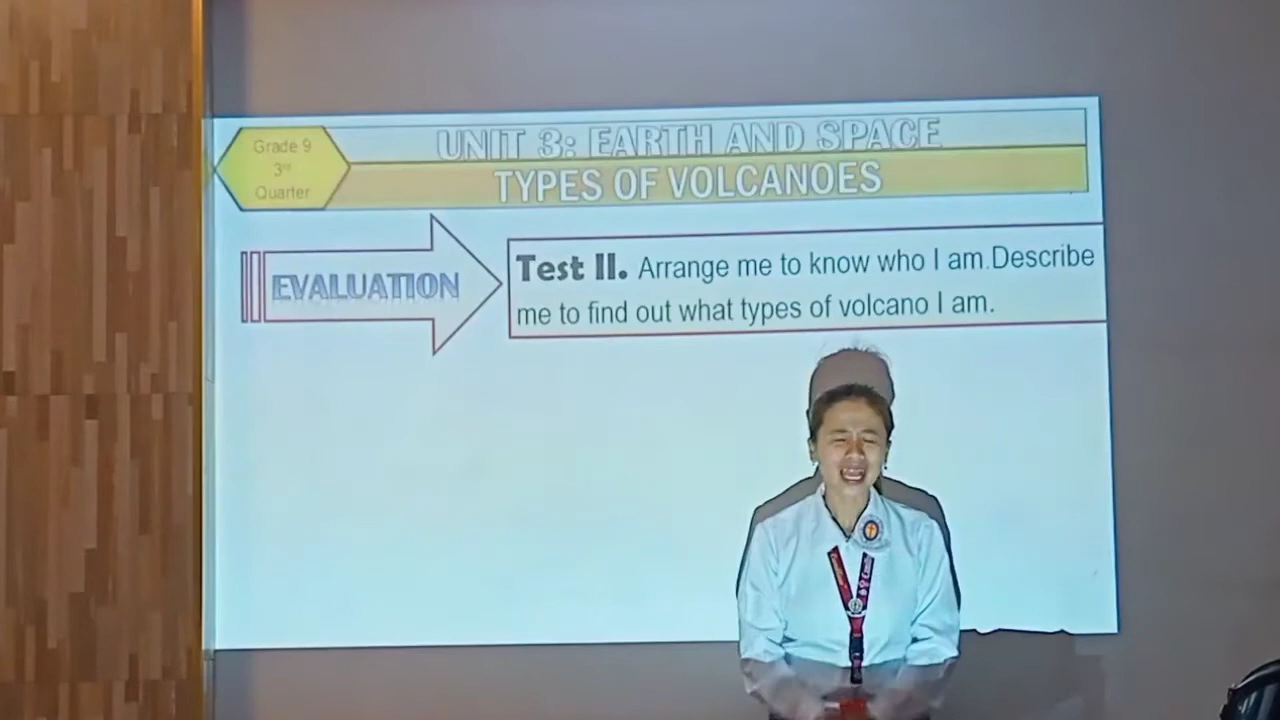 Grade 9
3rd
Quarter
UNIT 3: EARTH AND SPACE
TYPES OF VOLCANOES
EVALUATION
Test II. Arrange me to know who I am.Describe
me to find out what types of volcano I am.